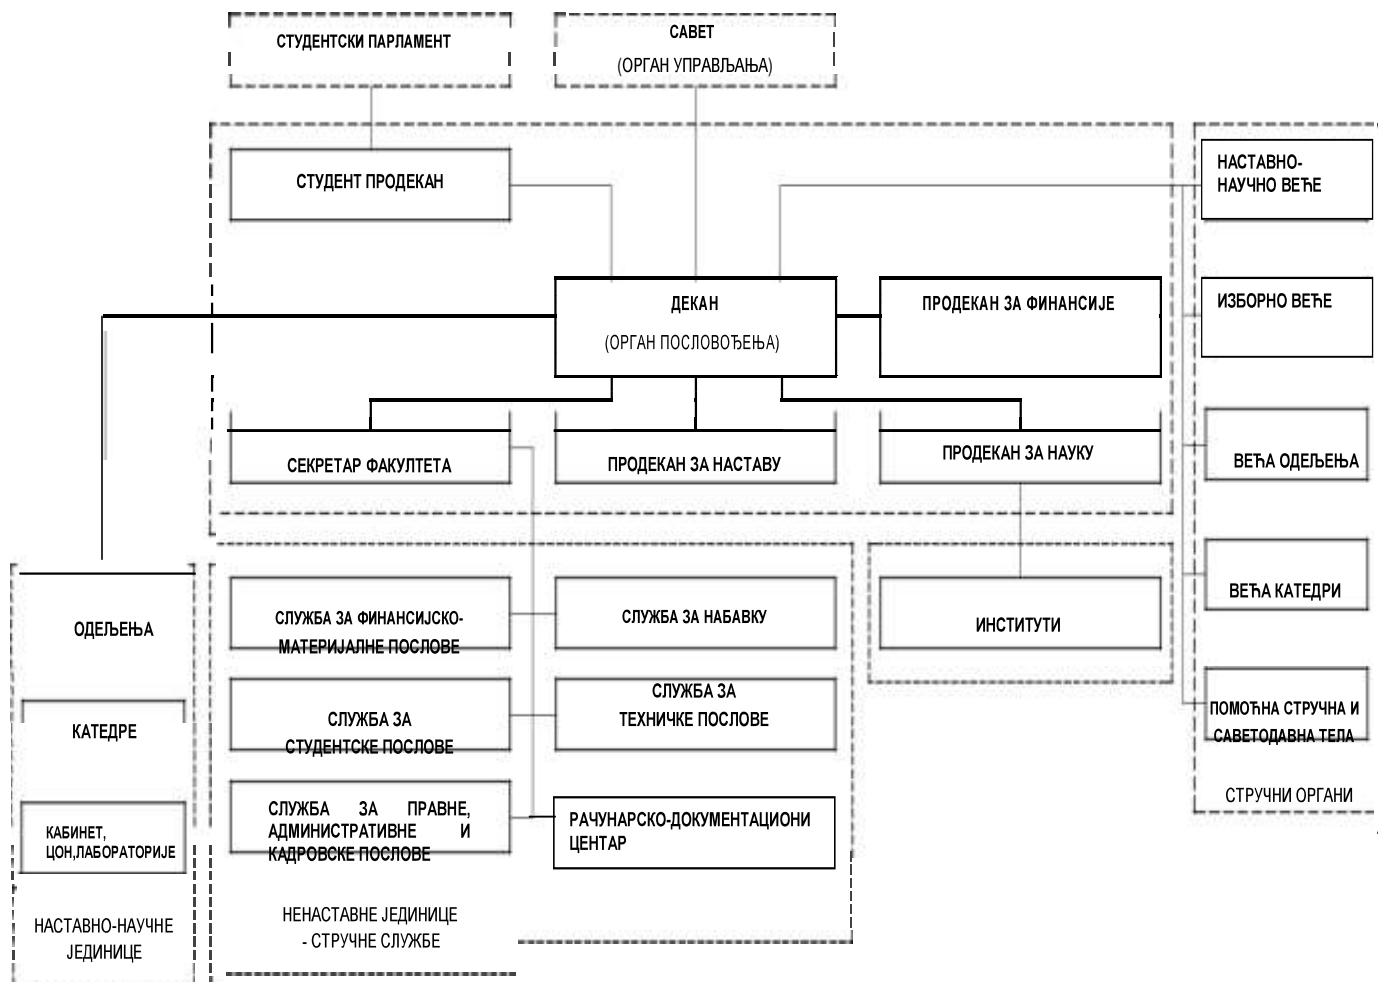 СТУДЕНТСКИ ПАРЛАМЕНТ
САВЕТ
(ОРГАН УПРАВЉАЊА)
СТУДЕНТ ПРОДЕКАН
НАСТАВНО-
НАУЧНО ВЕЋЕ
ДЕКАН
(ОРГАН ПОСЛОВОЂЕЊА)
ПРОДЕКАН ЗА ФИНАНСИЈЕ
ИЗБОРНО ВЕЋЕ
СЕКРЕТАР ФАКУЛТЕТА
ПРОДЕКАН ЗА НАСТАВУ
ПРОДЕКАН ЗА НАУКУ
ВЕЋА ОДЕЉЕЊА
ОДЕЉЕЊА
СЛУЖБА ЗА ФИНАНСИЈСКО-
МАТЕРИЈАЛНЕ ПОСЛОВЕ
СЛУЖБА ЗА НАБАВКУ
ИНСТИТУТИ
ВЕЋА КАТЕДРИ
КАТЕДРЕ
СЛУЖБА ЗА
СТУДЕНТСКЕ ПОСЛОВЕ
СЛУЖБА ЗА
ТЕХНИЧКЕ ПОСЛОВЕ
ПОМОЋНА СТРУЧНА И
САВЕТОДАВНА ТЕЛА
СТРУЧНИ ОРГАНИ
КАБИНЕТ,
ЦОН,ЛАБОРАТОРИЈЕ
СЛУЖБА ЗА ПРАВНЕ,
АДМИНИСТРАТИВНЕ И
КАДРОВСКЕ ПОСЛОВЕ
РАЧУНАРСКО-ДОКУМЕНТАЦИОНИ
ЦЕНТАР
НАСТАВНО-НАУЧНЕ
ЈЕДИНИЦЕ
НЕНАСТАВНЕ ЈЕДИНИЦЕ
- СТРУЧНЕ СЛУЖБЕ